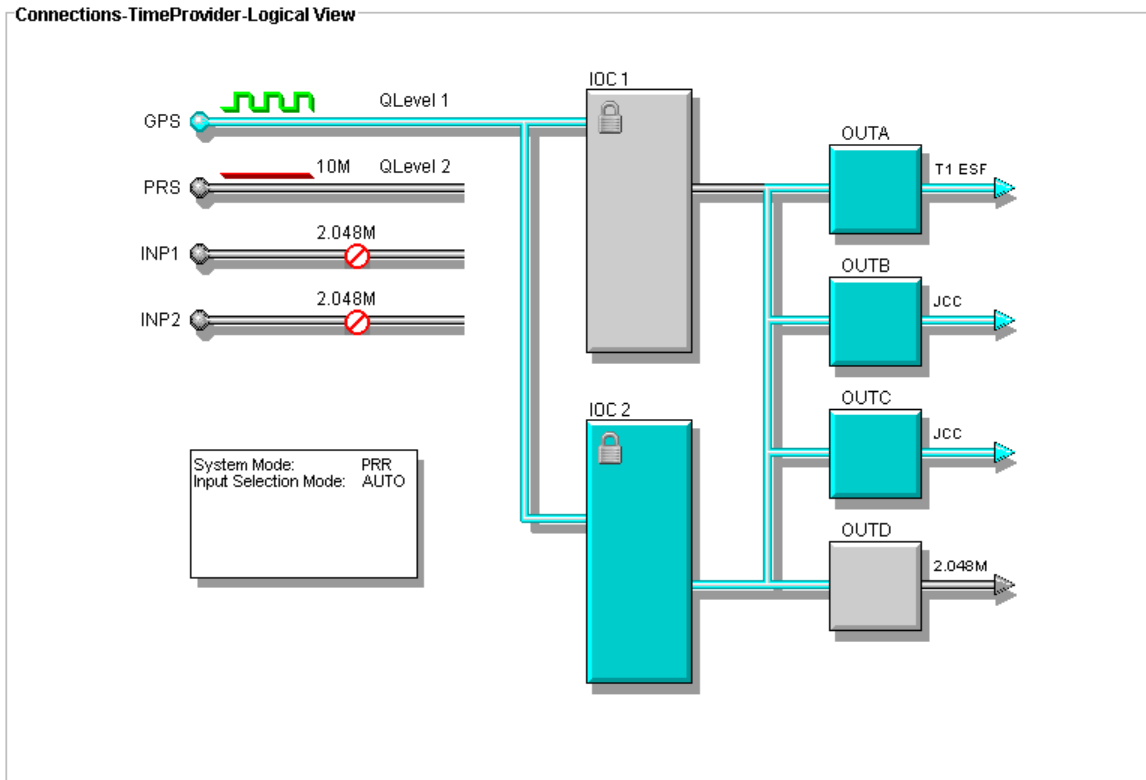 Connections-TimeProvider-Logical View
IOC 1
GPS
QLevel 1
OUTA
T1 ESF
PRS
10M
QLevel 2
INP1
2.048M
OUTB
JCC
INP2
2.048M
IOC 2
OUTC
JCC
System Mode: PRR
Input Selection Mode: AUTO
OUTD
2.048M